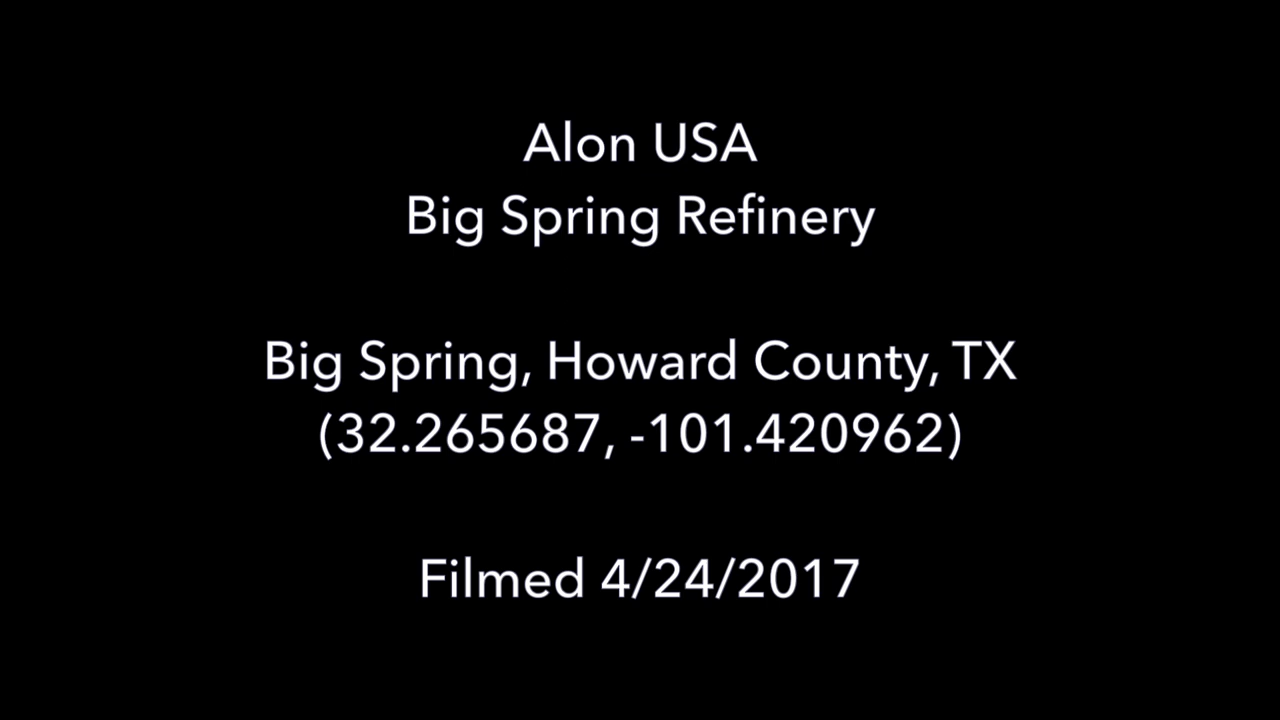 Alon USA
Big Spring Refinery
Big Spring, Howard County, TX
(32.265687, -101.420962)
Filmed 4/24/2017